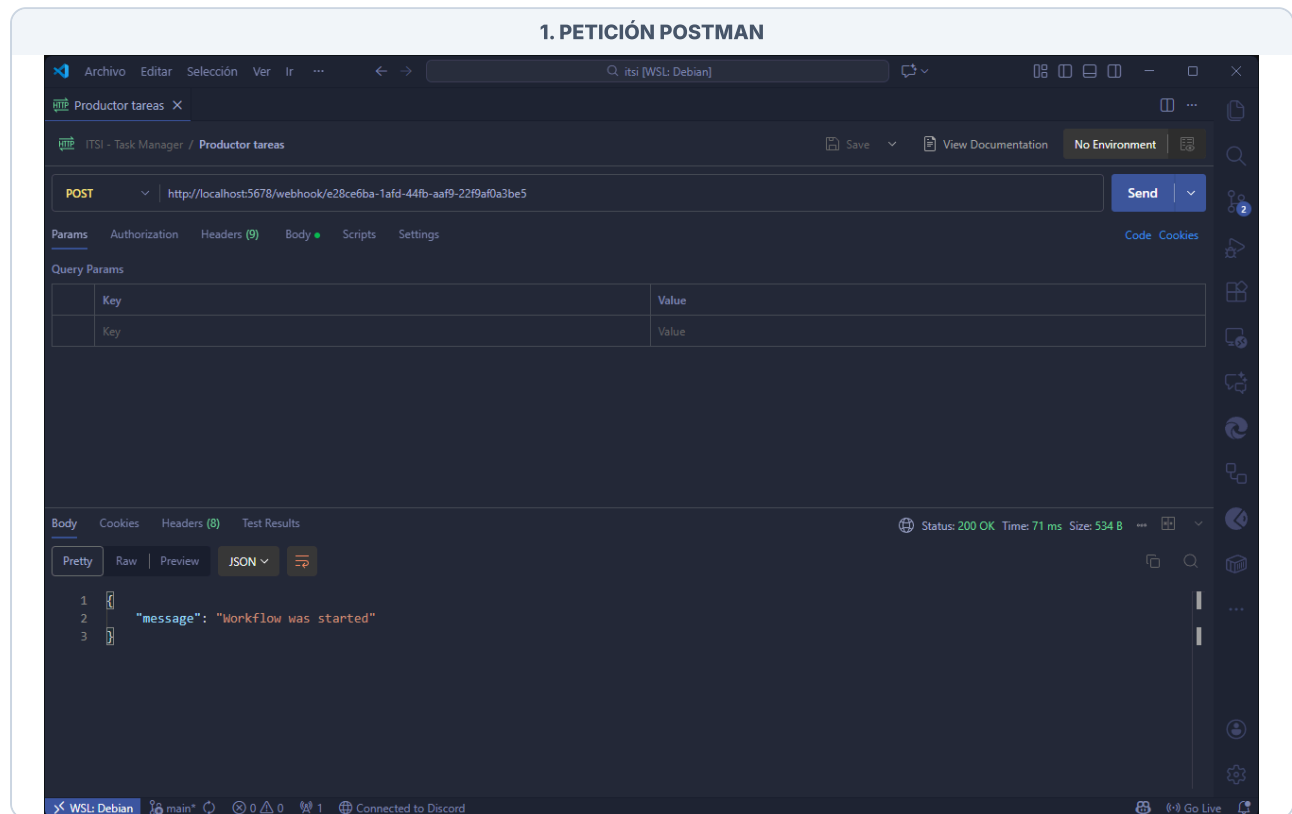 1. PETICIÓN POSTMAN
Archivo Editar Selección Ver Ir ··· itsi [WSL: Debian]
HTTP Productor tareas
HTTP ITSI - Task Manager / Productor tareas Save View Documentation No Environment
POST http://localhost:5678/webhook/e28ce6ba-1afd-44fb-aaf9-22f9af0a3be5 Send
2
Params Authorization Headers (9) Body Scripts Settings Code Cookies
Query Params
Key Value
Key Value
Body Cookies Headers (8) Test Results Status: 200 OK Time: 71 ms Size: 534 B
Pretty Raw Preview JSON
1 {
2 "message": "Workflow was started"
3 }
WSL: Debian main* 0 0 1 Connected to Discord Go Live